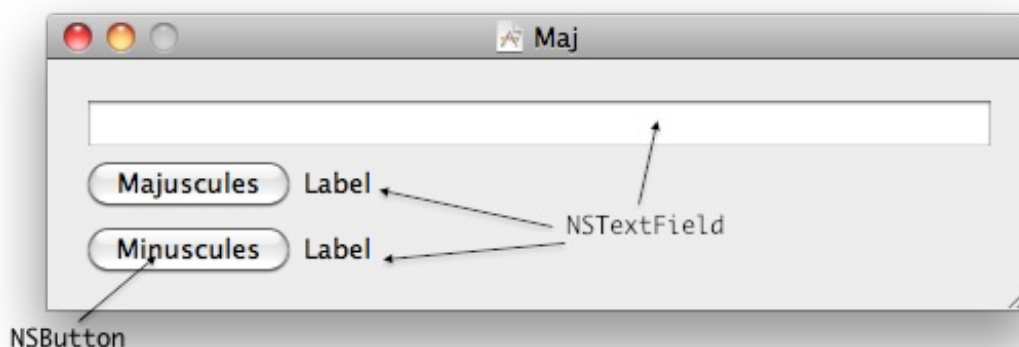 Maj
Majuscules Label
NSTextField
Minuscules Label
NSButton